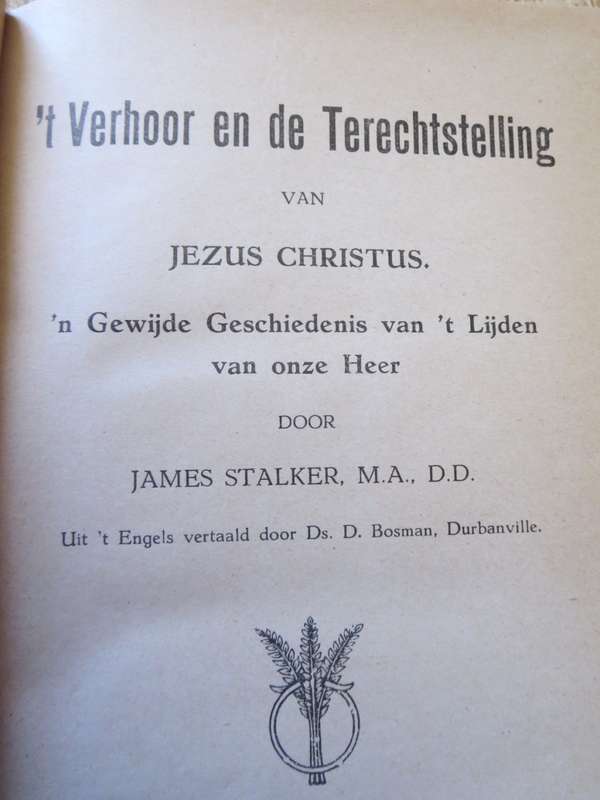 't Verhoor en de Terechtstelling
VAN
JEZUS CHRISTUS.
'n Gewijde Geschiedenis van 't Lijden
van onze Heer
DOOR
JAMES STALKER, M.A., D.D.
Uit 't Engels vertaald door Ds. D. Bosman, Durbanville.